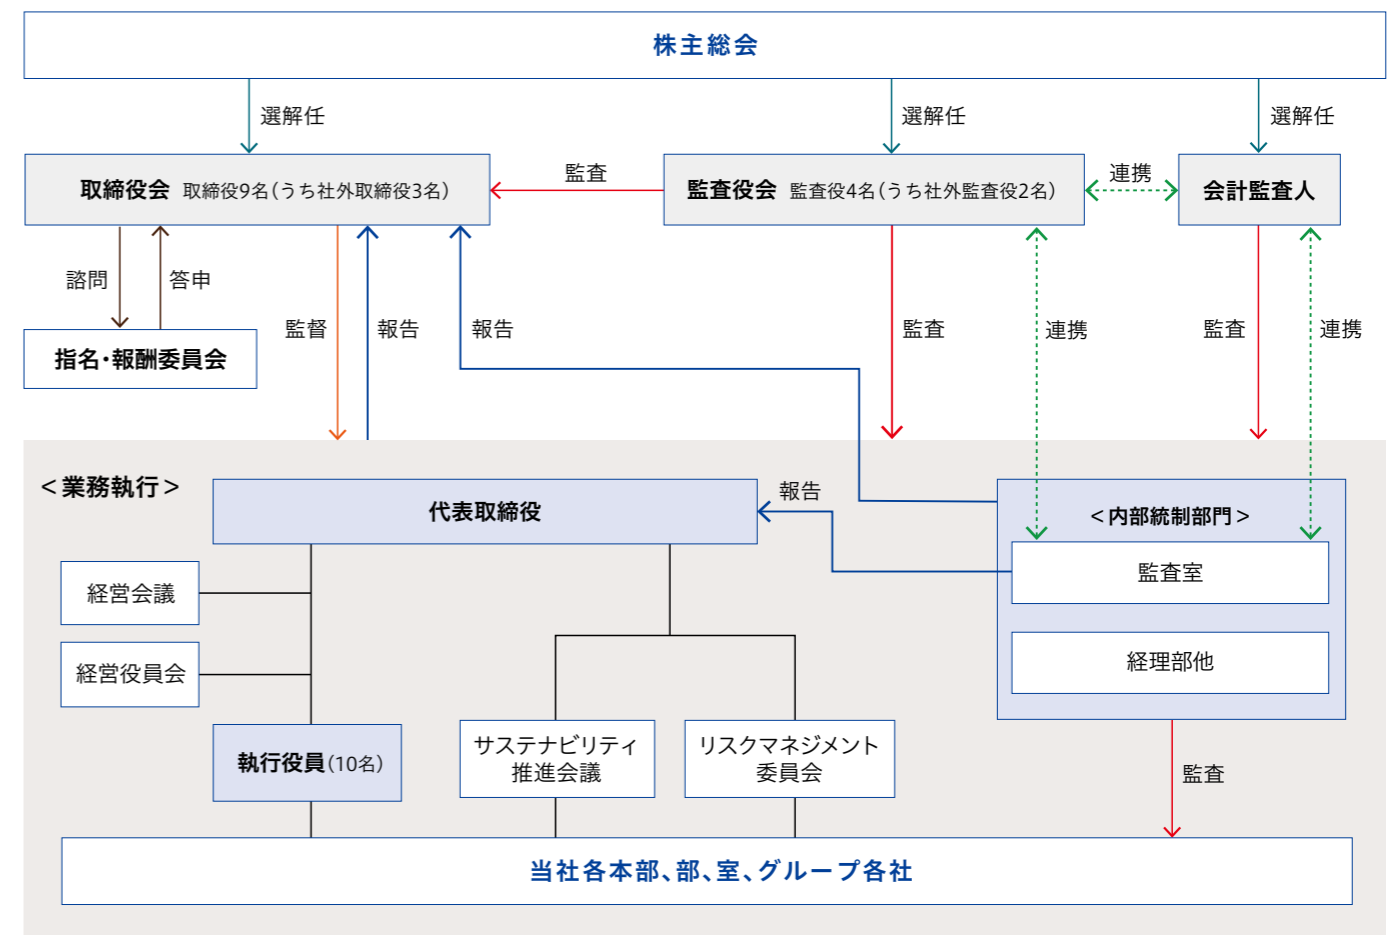 株主総会
選解任
選解任
選解任
取締役会 取締役9名(うち社外取締役3名)
監査
監査役会 監査役4名(うち社外監査役2名)
連携
会計監査人
諮問
答申
監督
報告
報告
監査
連携
監査
連携
指名・報酬委員会
<業務執行>
代表取締役
報告
<内部統制部門>
監査室
経理部他
経営会議
経営役員会
執行役員(10名)
サステナビリティ
推進会議
リスクマネジメント
委員会
監査
当社各本部、部、室、グループ各社